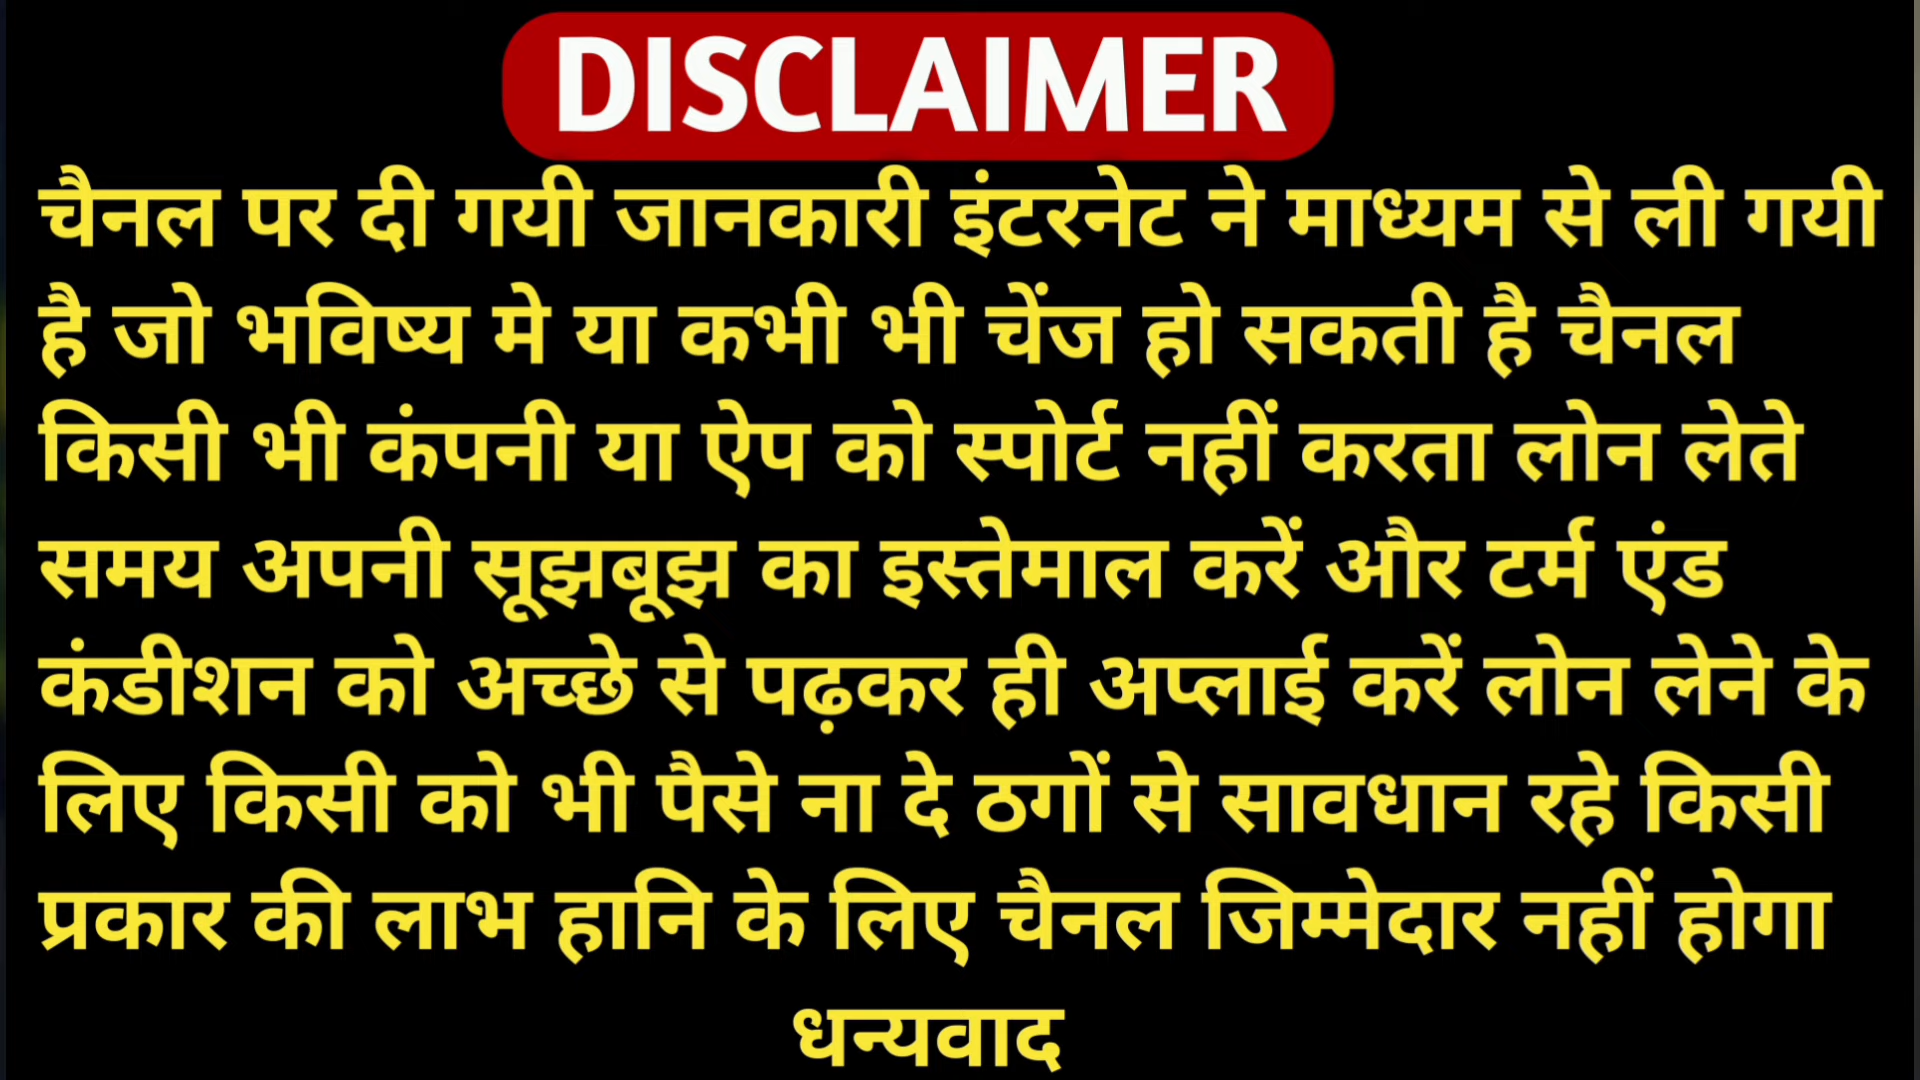 DISCLAIMER
चैनल पर दी गयी जानकारी इंटरनेट ने माध्यम से ली गयी
है जो भविष्य मे या कभी भी चेंज हो सकती है चैनल
किसी भी कंपनी या ऐप को स्पोर्ट नहीं करता लोन लेते
समय अपनी सूझबूझ का इस्तेमाल करें और टर्म एंड
कंडीशन को अच्छे से पढ़कर ही अप्लाई करें लोन लेने के
लिए किसी को भी पैसे ना दे ठगों से सावधान रहे किसी
प्रकार की लाभ हानि के लिए चैनल जिम्मेदार नहीं होगा
धन्यवाद